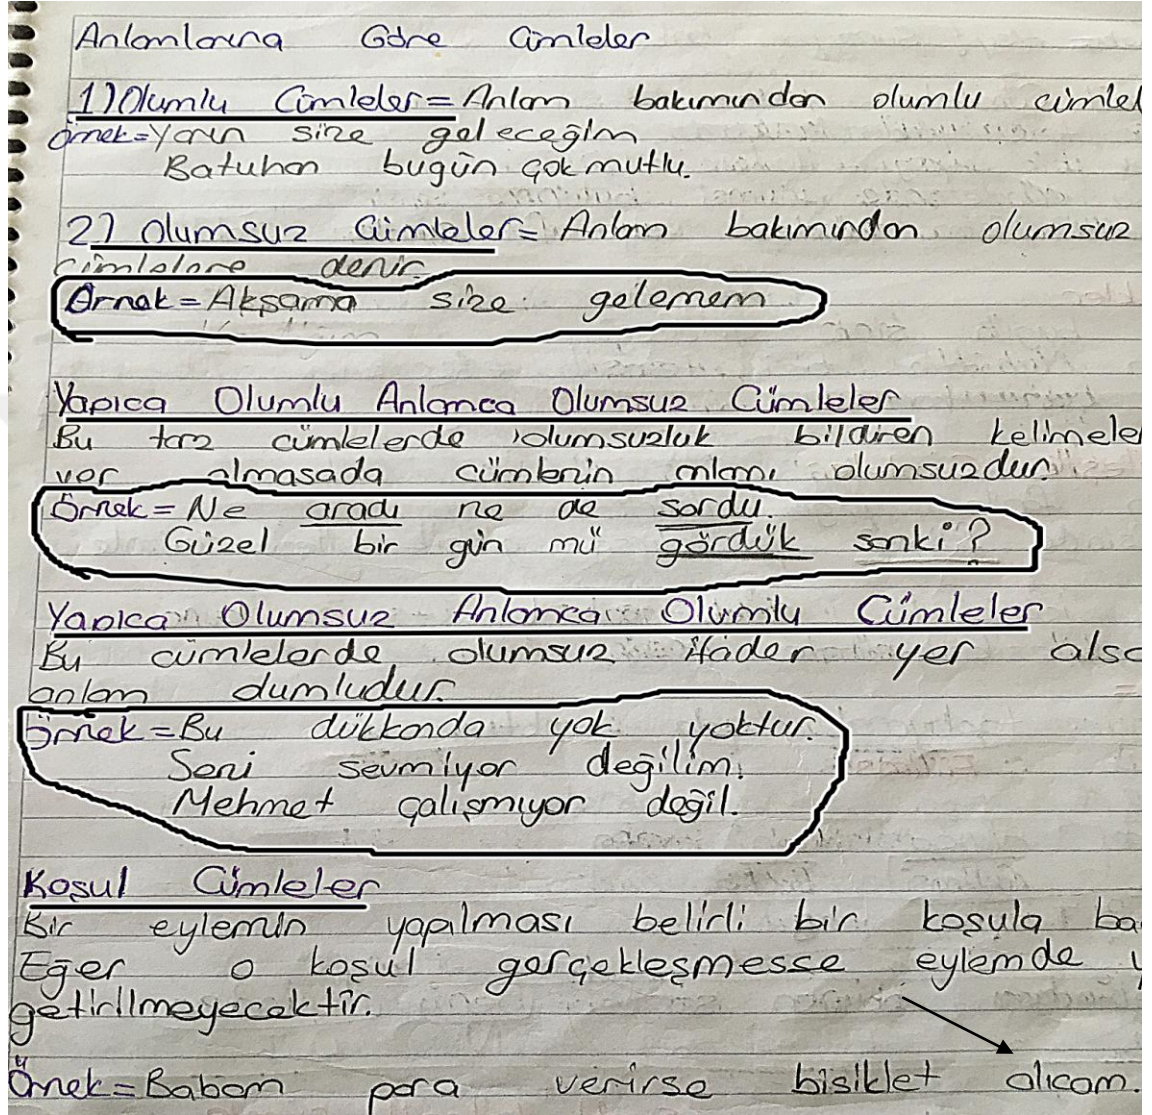 Anlamlarına Göre Cümleler
1) Olumlu Cümleler = Anlam bakımından olumlu cümlel
Örnek = Yarın size geleceğim
Batuhan bugün çok mutlu.
2) Olumsuz Cümleler = Anlam bakımından olumsuz
cümlelere denir.
Örnek = Akşama size gelemem
Yapıca Olumlu Anlamca Olumsuz Cümleler
Bu tarz cümlelerde olumsuzluk bildiren kelimele
yer almasada cümlenin anlamı olumsuzdur.
Örnek = Ne aradı ne de sordu.
Güzel bir gün mü gördük sanki?
Yapıca Olumsuz Anlamca Olumlu Cümleler
Bu cümlelerde olumsuz ifader yer alsa
anlam olumludur.
Örnek = Bu dükkanda yok yoktur.
Seni sevmiyor değilim.
Mehmet çalışmıyor değil.
Koşul Cümleler
Bir eylemin yapılması belirli bir koşula ba
Eğer o koşul gerçekleşmesse eylemde y
getirilmeyecektir.
Örnek = Babam para verirse bisiklet alıcam.